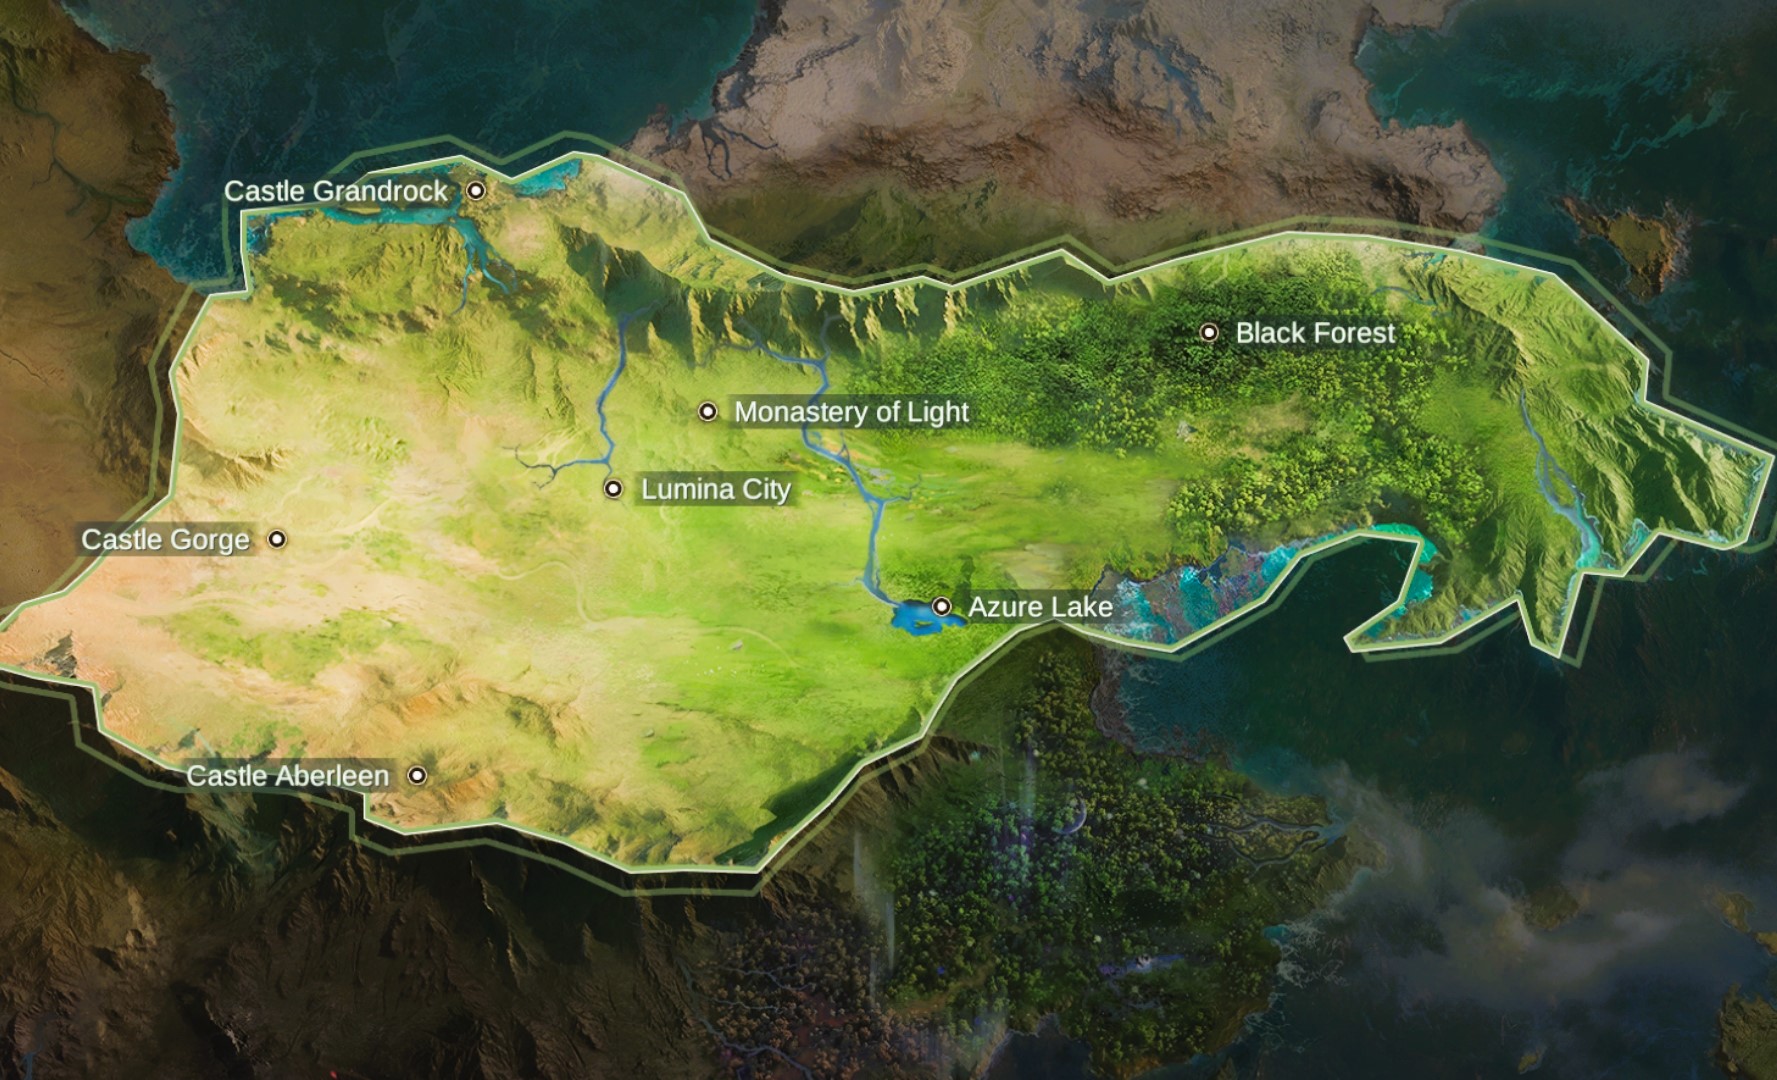 Castle Grandrock
Black Forest
Monastery of Light
Lumina City
Castle Gorge
Azure Lake
Castle Aberleen